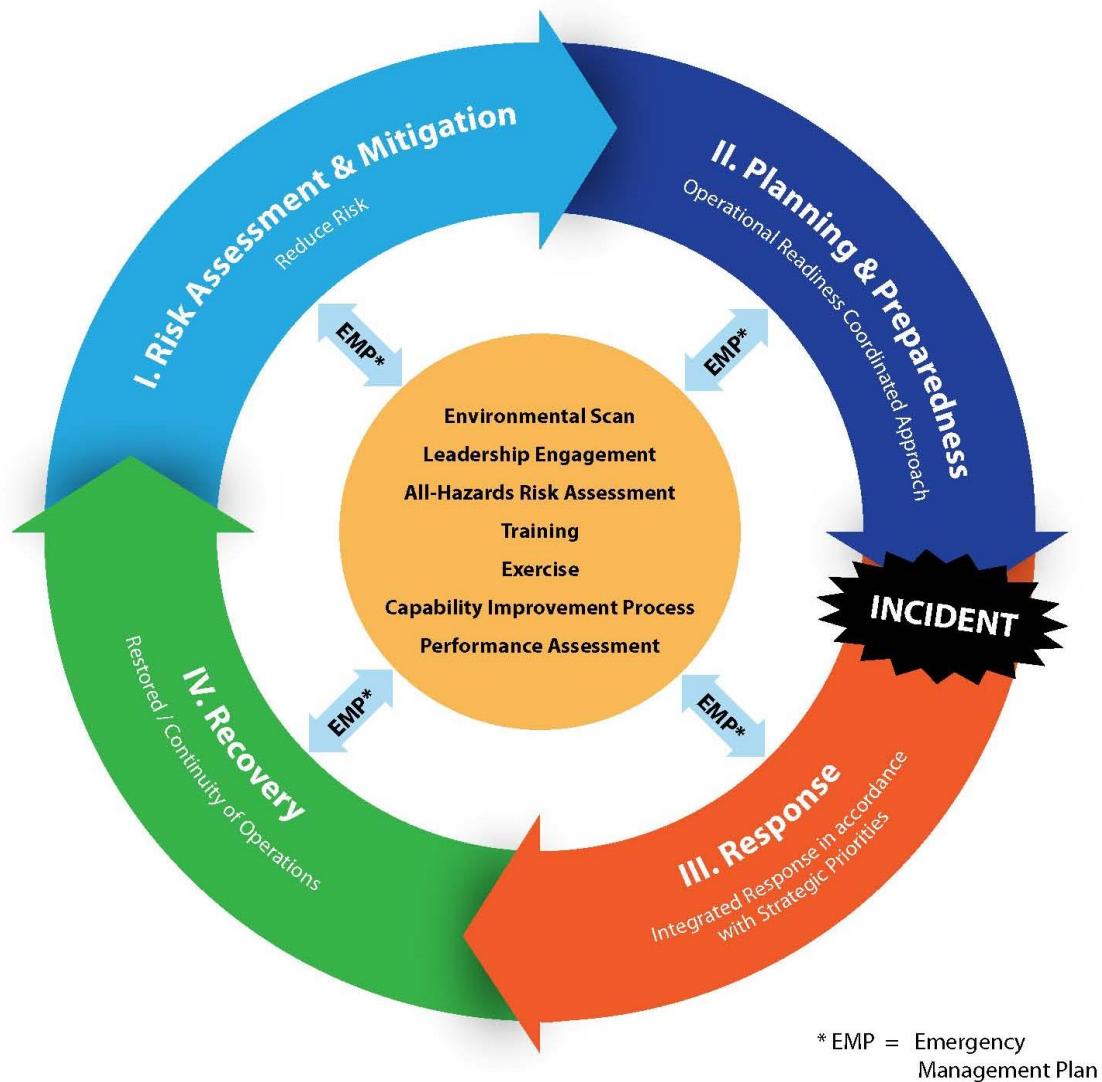 I. Risk Assessment & Mitigation
Reduce Risk
II. Planning & Preparedness
Operational Readiness Coordinated Approach
EMP*
EMP*
Environmental Scan
Leadership Engagement
All-Hazards Risk Assessment
Training
Exercise
Capability Improvement Process
Performance Assessment
INCIDENT
EMP*
EMP*
III. Response
Integrated Response in accordance
with Strategic Priorities
IV. Recovery
Restored / Continuity of Operations
* EMP = Emergency
Management Plan